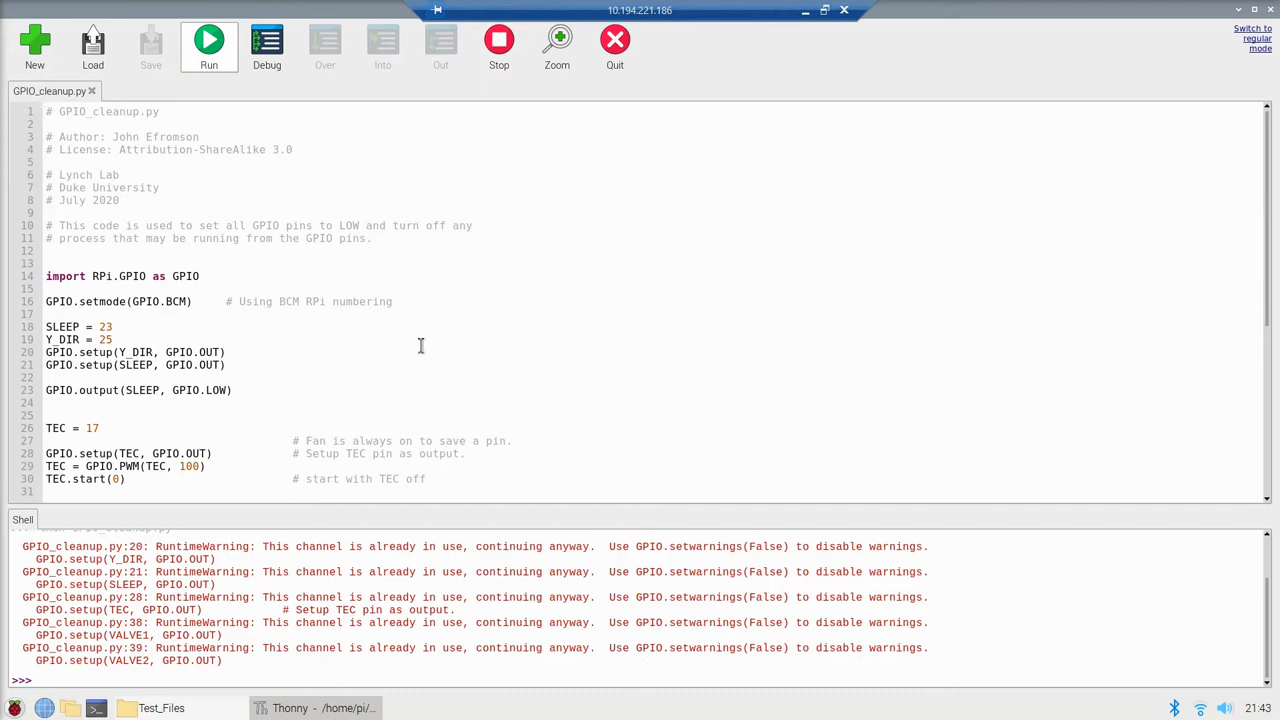 10.194.221.186
New
Load
Save
Run
Debug
Over
Into
Out
Stop
Zoom
Quit
Switch to
regular
mode
GPIO_cleanup.py
1 # GPIO_cleanup.py
2
3 # Author: John Efromson
4 # License: Attribution-ShareAlike 3.0
5
6 # Lynch Lab
7 # Duke University
8 # July 2020
9
10 # This code is used to set all GPIO pins to LOW and turn off any
11 # process that may be running from the GPIO pins.
12
13
14 import RPi.GPIO as GPIO
15
16 GPIO.setmode(GPIO.BCM)     # Using BCM RPi numbering
17
18 SLEEP = 23
19 Y_DIR = 25
20 GPIO.setup(Y_DIR, GPIO.OUT)
21 GPIO.setup(SLEEP, GPIO.OUT)
22
23 GPIO.output(SLEEP, GPIO.LOW)
24
25
26 TEC = 17
27                                      # Fan is always on to save a pin.
28 GPIO.setup(TEC, GPIO.OUT)            # Setup TEC pin as output.
29 TEC = GPIO.PWM(TEC, 100)
30 TEC.start(0)                         # start with TEC off
31
Shell
GPIO_cleanup.py:20: RuntimeWarning: This channel is already in use, continuing anyway.  Use GPIO.setwarnings(False) to disable warnings.
GPIO.setup(Y_DIR, GPIO.OUT)
GPIO_cleanup.py:21: RuntimeWarning: This channel is already in use, continuing anyway.  Use GPIO.setwarnings(False) to disable warnings.
GPIO.setup(SLEEP, GPIO.OUT)
GPIO_cleanup.py:28: RuntimeWarning: This channel is already in use, continuing anyway.  Use GPIO.setwarnings(False) to disable warnings.
GPIO.setup(TEC, GPIO.OUT)            # Setup TEC pin as output.
GPIO_cleanup.py:38: RuntimeWarning: This channel is already in use, continuing anyway.  Use GPIO.setwarnings(False) to disable warnings.
GPIO.setup(VALVE1, GPIO.OUT)
GPIO_cleanup.py:39: RuntimeWarning: This channel is already in use, continuing anyway.  Use GPIO.setwarnings(False) to disable warnings.
GPIO.setup(VALVE2, GPIO.OUT)
>>>
Test_Files
Thonny - /home/pi/...
21:43